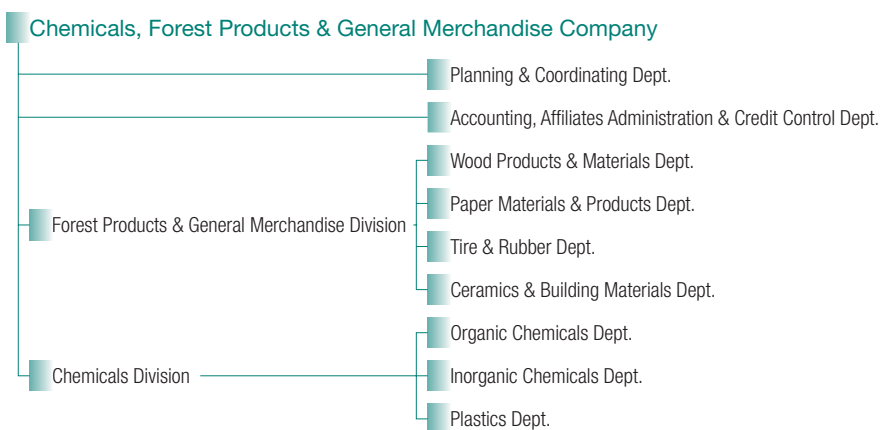 Chemicals, Forest Products & General Merchandise Company
Planning & Coordinating Dept.
Accounting, Affiliates Administration & Credit Control Dept.
Forest Products & General Merchandise Division
Wood Products & Materials Dept.
Paper Materials & Products Dept.
Tire & Rubber Dept.
Ceramics & Building Materials Dept.
Chemicals Division
Organic Chemicals Dept.
Inorganic Chemicals Dept.
Plastics Dept.